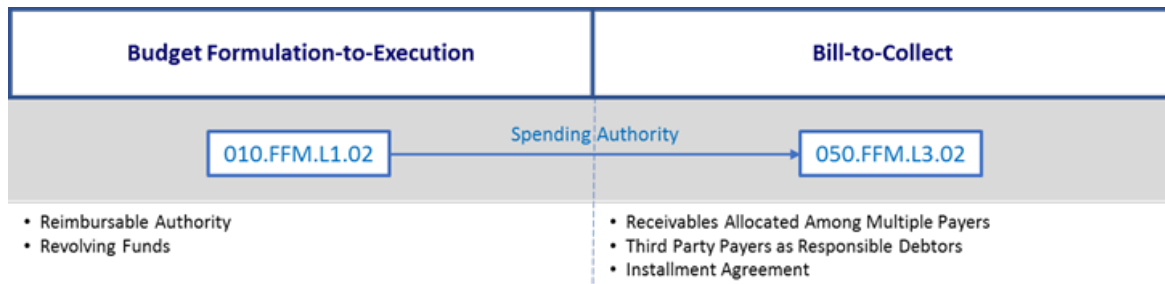 Budget Formulation-to-Execution
Bill-to-Collect
010.FFM.L1.02
Spending Authority
050.FFM.L3.02
• Reimbursable Authority
• Revolving Funds
• Receivables Allocated Among Multiple Payers
• Third Party Payers as Responsible Debtors
• Installment Agreement